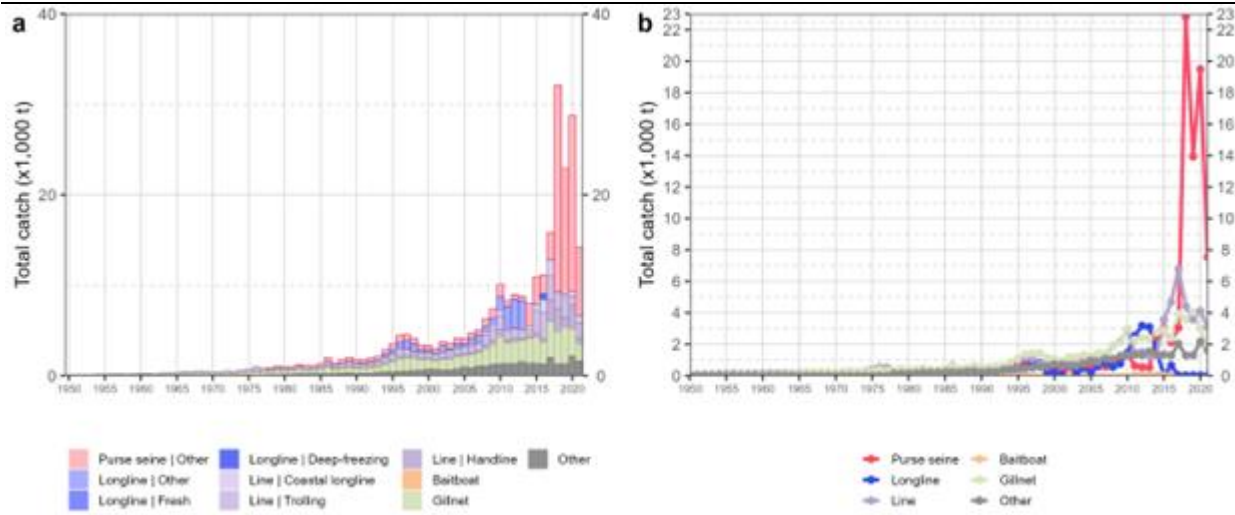 a
Total catch (x1,000 t)
40
20
0
40
20
0
1950 1955 1960 1965 1970 1975 1980 1985 1990 1995 2000 2005 2010 2015 2020
Purse seine | Other
Longline | Other
Longline | Fresh
Longline | Deep-freezing
Line | Coastal longline
Line | Trolling
Line | Handline
Baitboat
Gillnet
Other
b
Total catch (x1,000 t)
23
22
20
18
16
14
12
10
8
6
4
2
0
23
22
20
18
16
14
12
10
8
6
4
2
0
1950 1955 1960 1965 1970 1975 1980 1985 1990 1995 2000 2005 2010 2015 2020
Purse seine
Longline
Line
Baitboat
Gillnet
Other